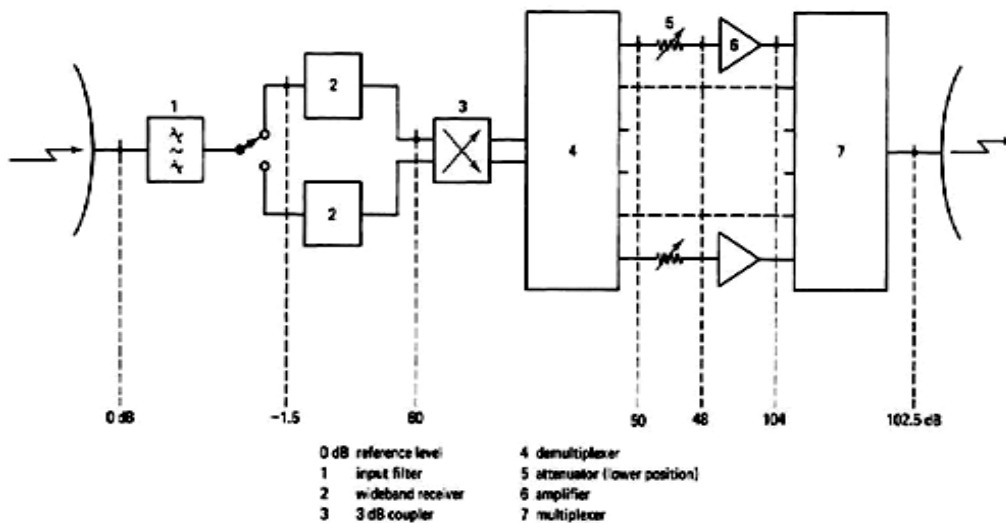 5
6
1
2
3
4
7
2
0 dB
-1.5
60
50
48
104
102.5 dB
0 dB reference level
1 input filter
2 wideband receiver
3 3 dB coupler
4 demultiplexer
5 attenuator (lower position)
6 amplifier
7 multiplexer